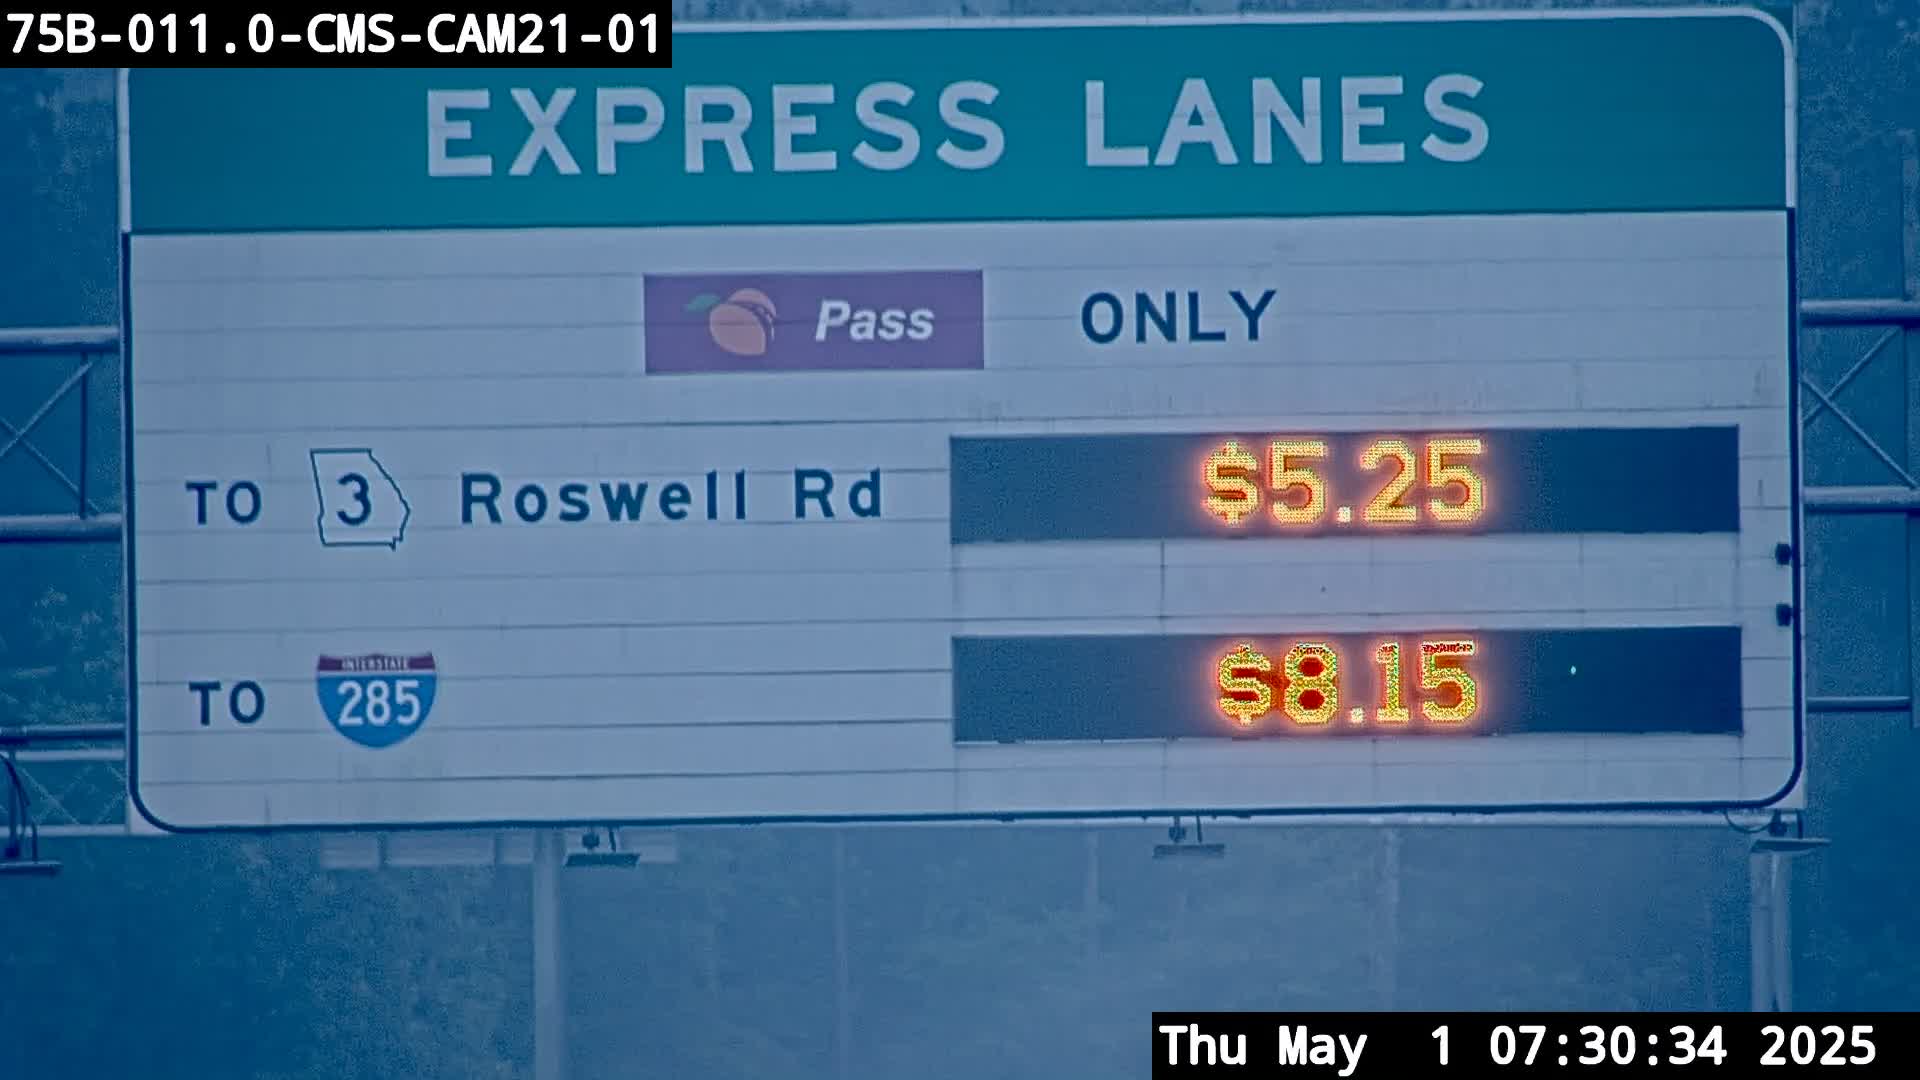 75B-011.0-CMS-CAM21-01
EXPRESS LANES
Pass ONLY
TO 3 Roswell Rd $5.25
TO INTERSTATE 285 $8.15
Thu May 1 07:30:34 2025